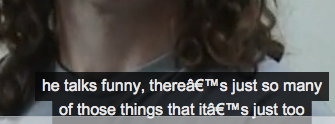 he talks funny, thereâ€™s just so many
of those things that itâ€™s just too